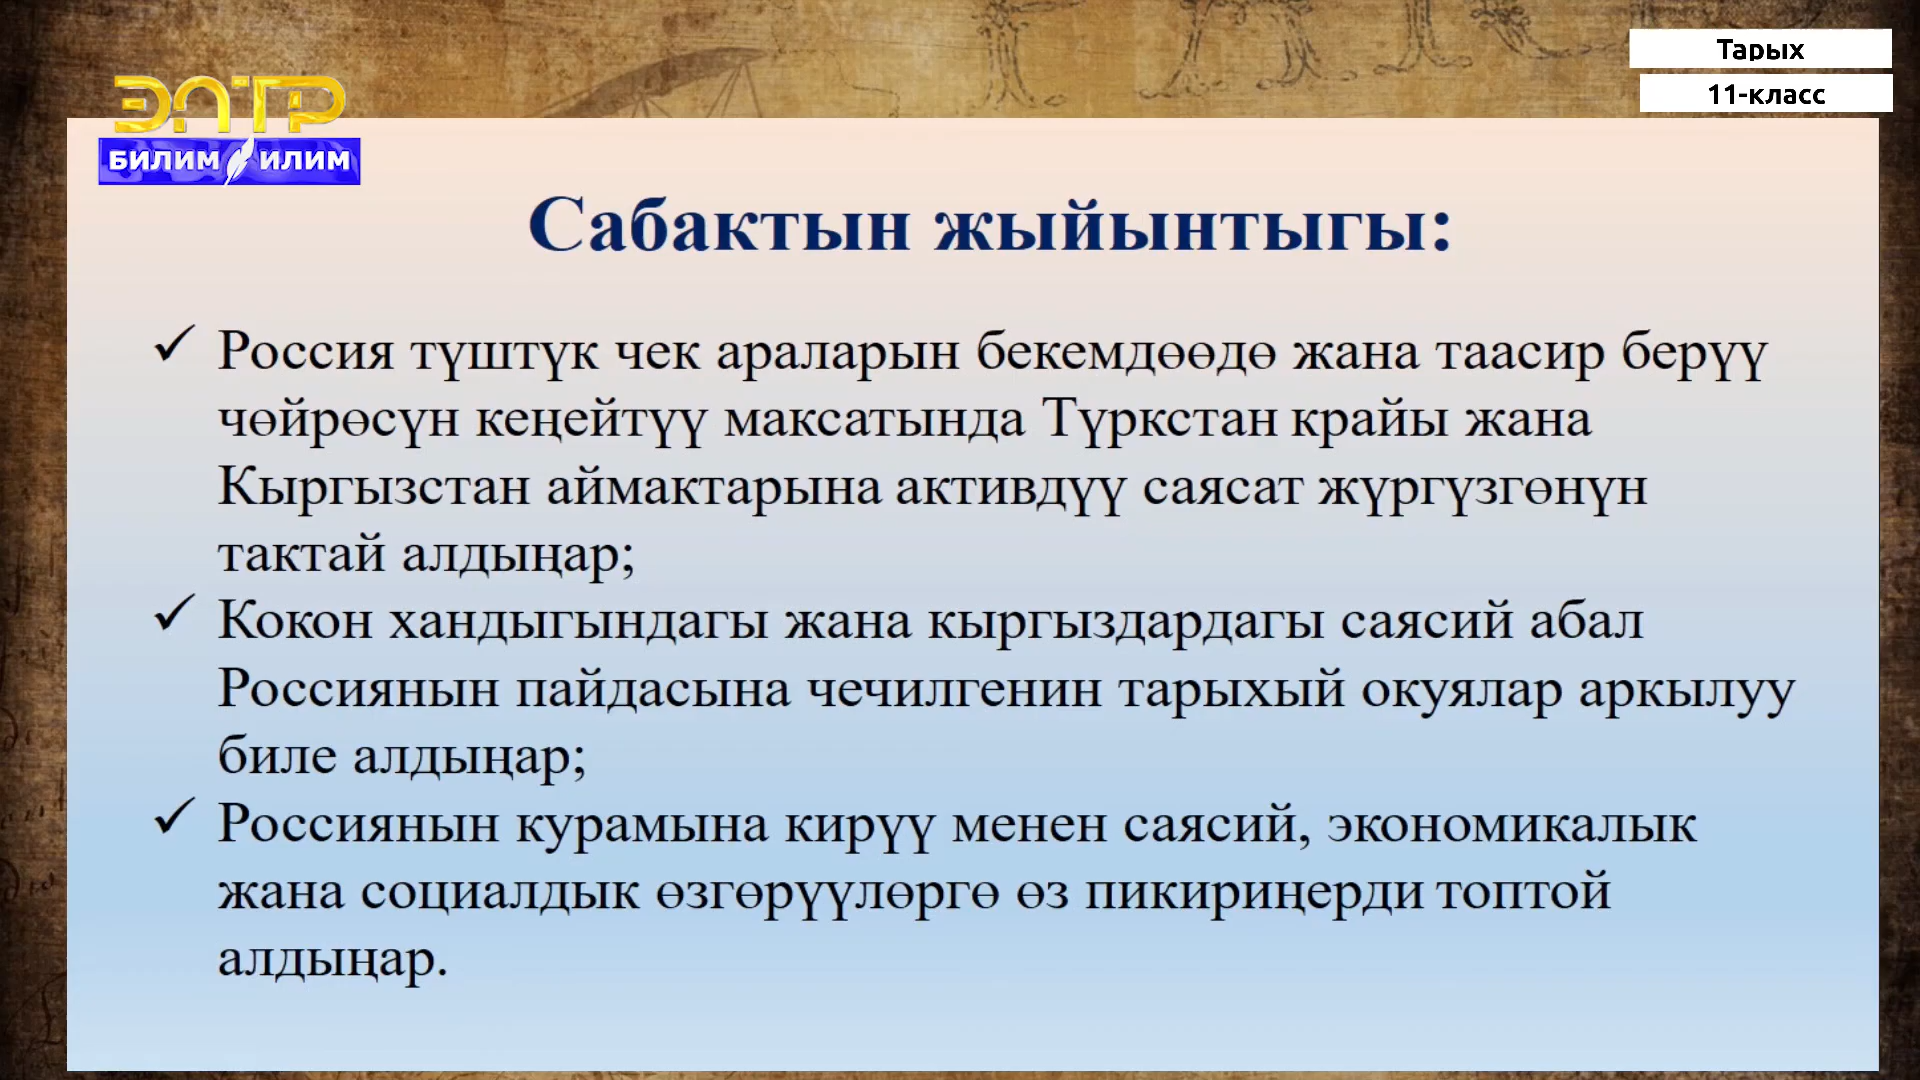 Тарых
11-класс
ЭЛТР
БИЛИМ ИЛИМ
Сабактын жыйынтыгы:
✓ Россия түштүк чек араларын бекемдөөдө жана таасир берүү
чөйрөсүн кеңейтүү максатында Түркстан крайы жана
Кыргызстан аймактарына активдүү саясат жүргүзгөнүн
тактай алдыңар;
✓ Кокон хандыгындагы жана кыргыздардагы саясий абал
Россиянын пайдасына чечилгенин тарыхый окуялар аркылуу
биле алдыңар;
✓ Россиянын курамына кирүү менен саясий, экономикалык
жана социалдык өзгөрүүлөргө өз пикириңерди топтой
алдыңар.